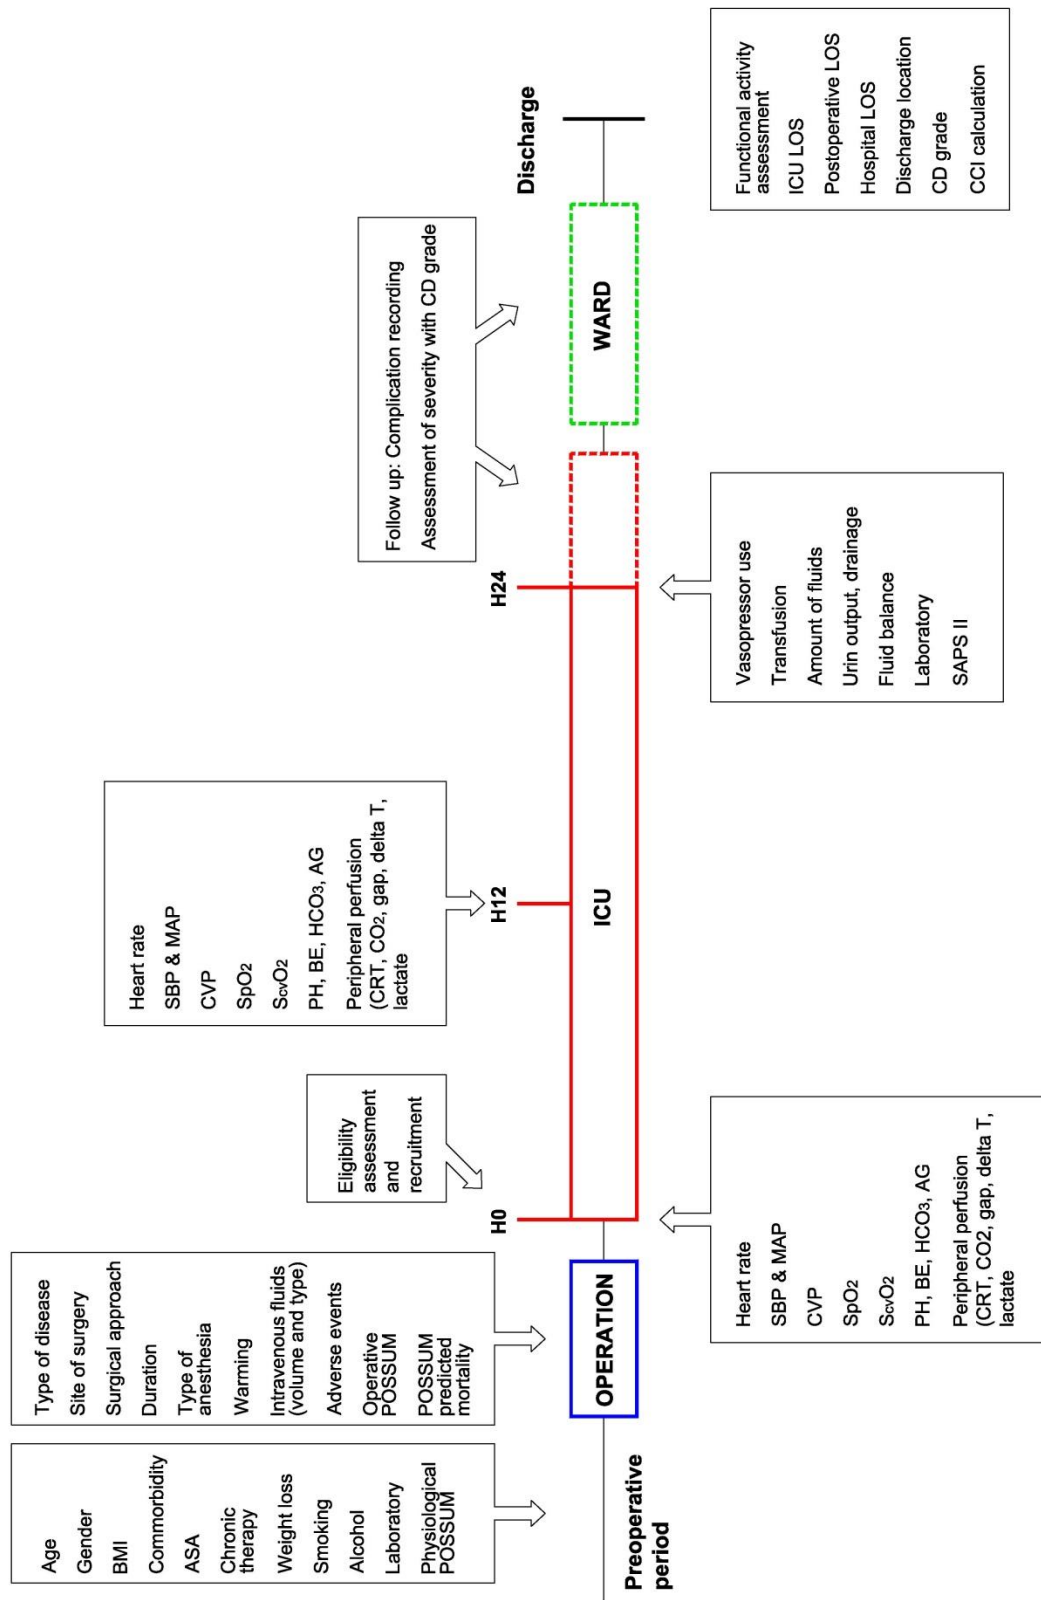 Age
Gender
BMI
Commorbidity
ASA
Chronic
therapy
Weight loss
Smoking
Alcohol
Laboratory
Physiological
POSSUM
Type of disease
Site of surgery
Surgical approach
Duration
Type of
anesthesia
Warming
Intravenous fluids
(volume and type)
Adverse events
Operative
POSSUM
POSSUM
predicted
mortality
Eligibility
assessment
and
recruitment
Heart rate
SBP & MAP
CVP
SpO2
ScvO2
PH, BE, HCO3, AG
Peripheral perfusion
(CRT, CO2, gap, delta T,
lactate
Follow up: Complication recording
Assessment of severity with CD grade
H0
H12
H24
Discharge
Preoperative
period
OPERATION
ICU
WARD
Heart rate
SBP & MAP
CVP
SpO2
ScvO2
PH, BE, HCO3, AG
Peripheral perfusion
(CRT, CO2, gap, delta T,
lactate
Vasopressor use
Transfusion
Amount of fluids
Urin output, drainage
Fluid balance
Laboratory
SAPS II
Functional activity
assessment
ICU LOS
Postoperative LOS
Hospital LOS
Discharge location
CD grade
CCI calculation